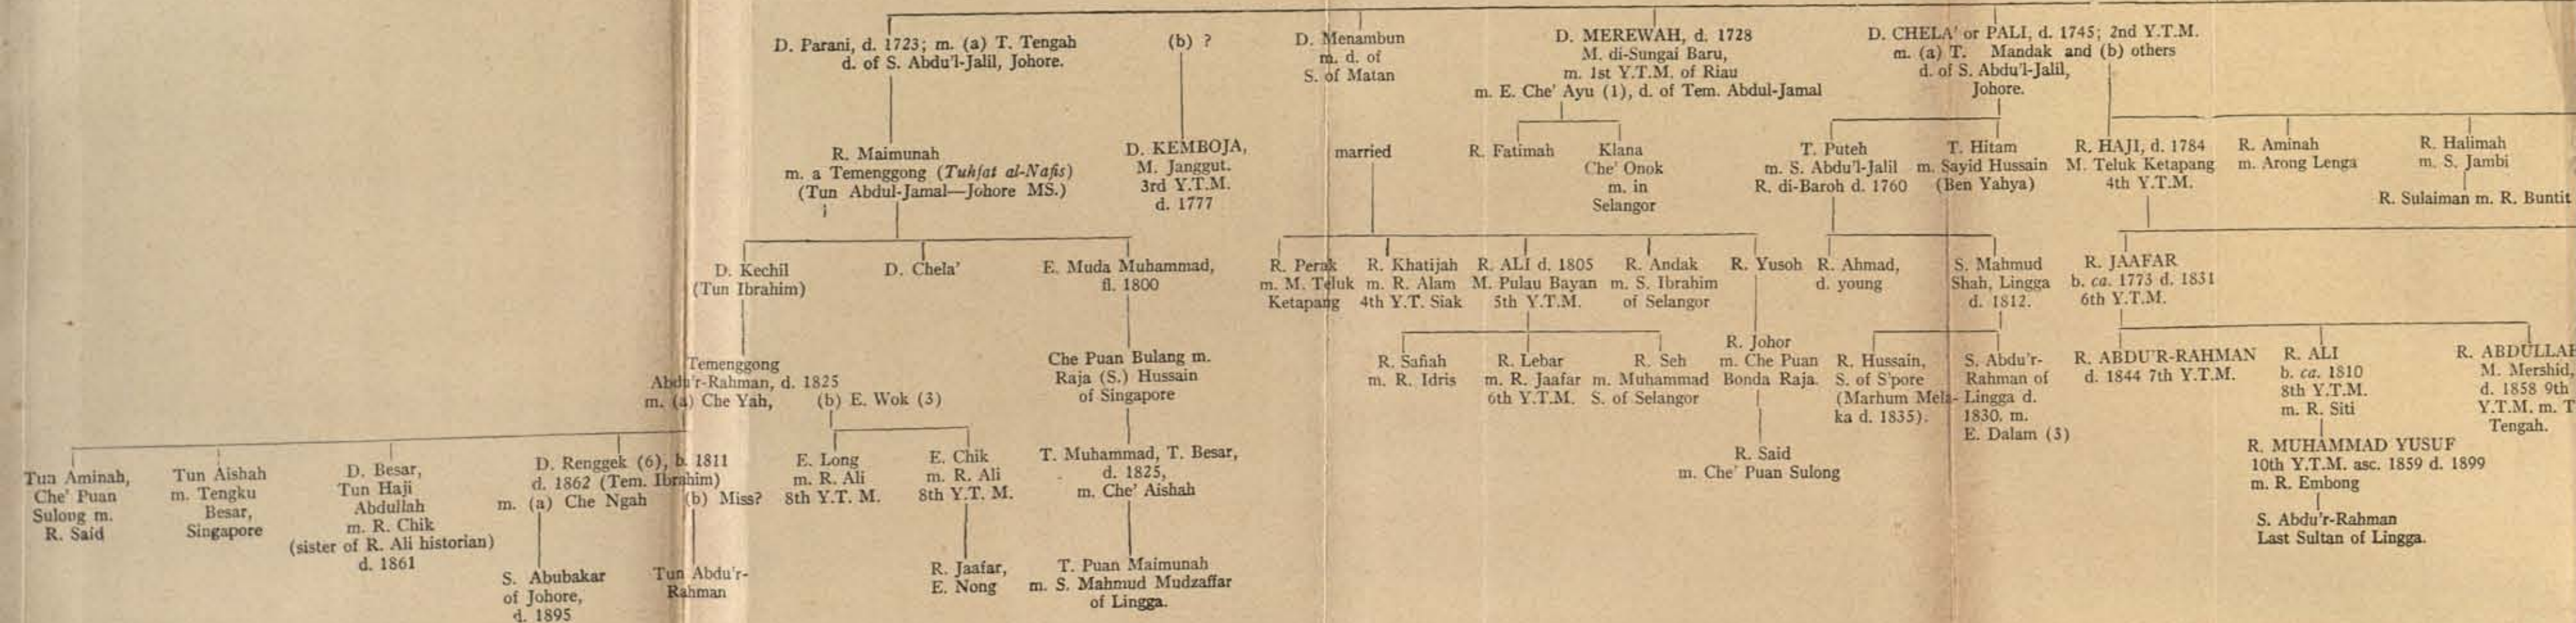 D. Parani, d. 1723; m. (a) T. Tengah
d. of S. Abdu'l-Jalil, Johore.
(b) ?
D. Menambun
m. d. of
S. of Matan
D. MEREWAH, d. 1728
M. di-Sungai Baru,
m. 1st Y.T.M. of Riau
m. E. Che' Ayu (1), d. of Tem. Abdul-Jamal
D. CHELA' or PALI, d. 1745; 2nd Y.T.M.
m. (a) T. Mandak and (b) others
d. of S. Abdu'l-Jalil,
Johore.
R. Maimunah
m. a Temenggong (Tuhfat al-Nafis)
(Tun Abdul-Jamal—Johore MS.)
D. KEMBOJA,
M. Janggut.
3rd Y.T.M.
d. 1777
married
R. Fatimah
Klana
Che' Onok
m. in
Selangor
T. Puteh
m. S. Abdu'l-Jalil
R. di-Baroh d. 1760
T. Hitam
m. Sayid Hussain
(Ben Yahya)
R. HAJI, d. 1784
M. Teluk Ketapang
4th Y.T.M.
R. Aminah
m. Arong Lenga
R. Halimah
m. S. Jambi
R. Sulaiman m. R. Buntit
D. Kechil
(Tun Ibrahim)
D. Chela'
E. Muda Muhammad,
fl. 1800
R. Perak
m. M. Teluk
Ketapang
R. Khatijah
m. R. Alam
4th Y.T. Siak
R. ALI d. 1805
M. Pulau Bayan
5th Y.T.M.
R. Andak
m. S. Ibrahim
of Selangor
R. Yusoh
R. Ahmad,
d. young
S. Mahmud
Shah, Lingga
d. 1812.
R. JAAFAR
b. ca. 1773 d. 1831
6th Y.T.M.
Temenggong
Abdu'r-Rahman, d. 1825
m. (a) Che Yah, (b) E. Wok (3)
Che Puan Bulang m.
Raja (S.) Hussain
of Singapore
R. Safiah
m. R. Idris
R. Lebar
m. R. Jaafar
6th Y.T.M.
R. Seh
m. Muhammad
S. of Selangor
R. Johor
m. Che Puan
Bonda Raja.
R. Hussain,
S. of S'pore
(Marhum Mela-
ka d. 1835).
S. Abdu'r-
Rahman of
Lingga d.
1830. m.
E. Dalam (3)
R. ABDU'R-RAHMAN
d. 1844 7th Y.T.M.
R. ALI
b. ca. 1810
8th Y.T.M.
m. R. Siti
R. ABDULLAH
M. Mershid,
d. 1858 9th
Y.T.M. m. T
Tengah.
Tun Aminah,
Che' Puan
Sulong m.
R. Said
Tun Aishah
m. Tengku
Besar,
Singapore
D. Besar,
Tun Haji
Abdullah
m. R. Chik
(sister of R. Ali historian)
d. 1861
D. Renggek (6), b. 1811
d. 1862 (Tem. Ibrahim)
m. (a) Che Ngah (b) Miss?
E. Long
m. R. Ali
8th Y.T. M.
E. Chik
m. R. Ali
8th Y.T. M.
T. Muhammad, T. Besar,
d. 1825,
m. Che' Aishah
R. Said
m. Che' Puan Sulong
R. MUHAMMAD YUSUF
10th Y.T.M. asc. 1859 d. 1899
m. R. Embong
S. Abdu'r-Rahman
Last Sultan of Lingga.
S. Abubakar
of Johore,
d. 1895
Tun Abdu'r-
Rahman
R. Jaafar,
E. Nong
T. Puan Maimunah
m. S. Mahmud Mudzaffar
of Lingga.